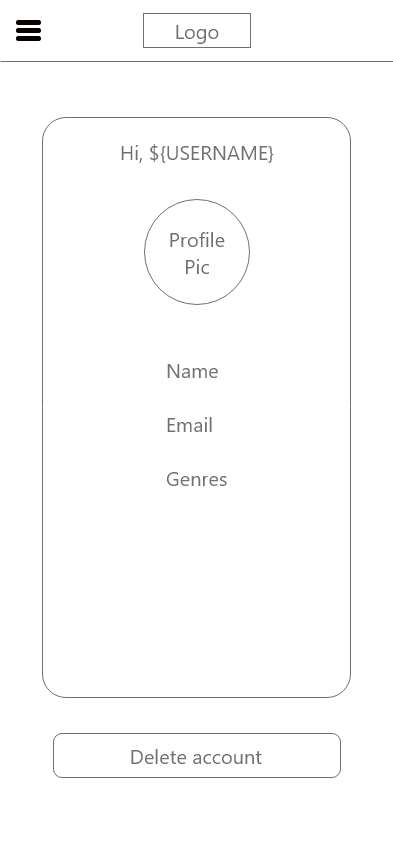 Logo
Hi, ${USERNAME}
Profile
Pic
Name
Email
Genres
Delete account